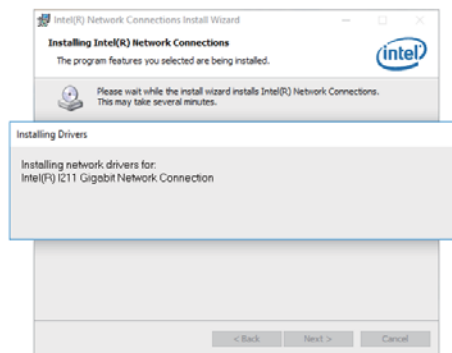 Intel(R) Network Connections Install Wizard
Installing Intel(R) Network Connections
The program features you selected are being installed.
intel
Please wait while the install wizard installs Intel(R) Network Connections.
This may take several minutes.
Installing Drivers
Installing network drivers for:
Intel(R) I211 Gigabit Network Connection
< Back
Next >
Cancel